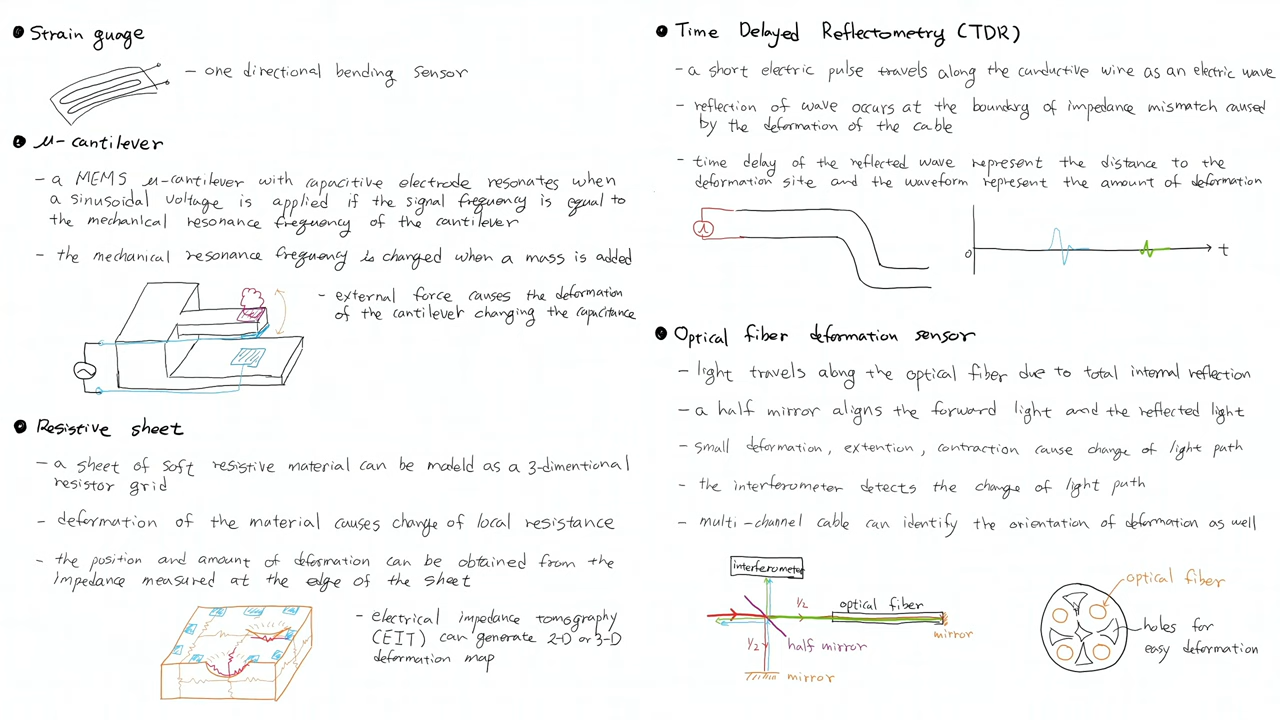 Strain guage
- one directional bending sensor
μ-cantilever
- a MEMS μ-cantilever with capacitive electrode resonates when
a sinusoidal voltage is applied if the signal frequency is equal to
the mechanical resonance frequency of the cantilever
- the mechanical resonance frequency is changed when a mass is added
- external force causes the deformation
of the cantilever changing the capacitance
Resistive sheet
- a sheet of soft resistive material can be modeld as a 3-dimentional
resistor grid
- deformation of the material causes change of local resistance
- the position and amount of deformation can be obtained from the
impedance measured at the edge of the sheet
- electrical impedance tomography
(EIT) can generate 2-D or 3-D
deformation map
Time Delayed Reflectometry (TDR)
- a short electric pulse travels along the conductive wire as an electric wave
- reflection of wave occurs at the boundary of impedance mismatch caused
by the deformation of the cable
- time delay of the reflected wave represent the distance to the
deformation site and the waveform represent the amount of deformation
0
t
Optical fiber deformation sensor
- light travels along the optical fiber due to total internal reflection
- a half mirror aligns the forward light and the reflected light
- small deformation, extention, contraction cause change of light path
- the interferometer detects the change of light path
- multi-channel cable can identify the orientation of deformation as well
interferometer
1/2
optical fiber
mirror
1/2
half mirror
mirror
optical fiber
holes for
easy deformation